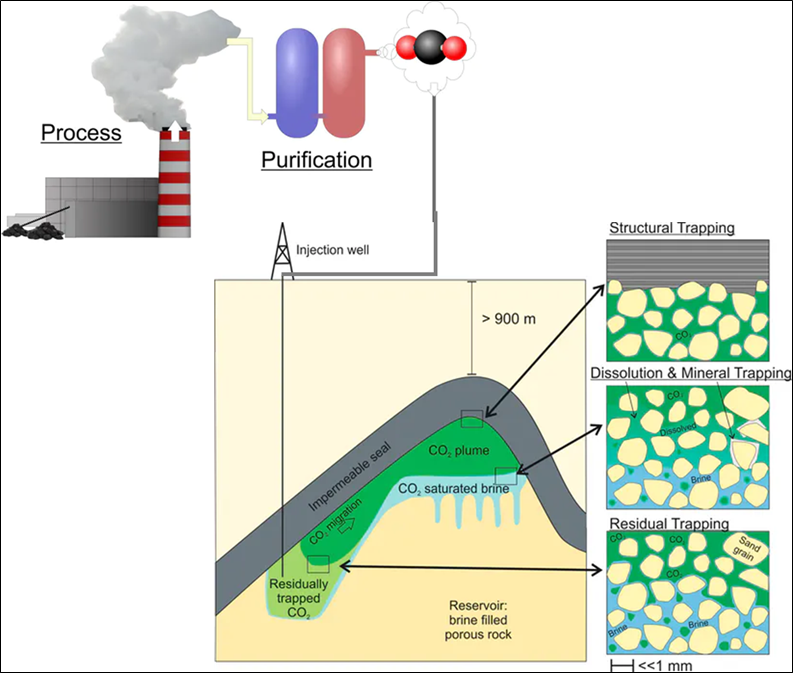 Process
Purification
Injection well
> 900 m
Impermeable seal
CO₂ plume
CO₂ saturated brine
CO₂ migration
Residually
trapped
CO₂
Reservoir:
brine filled
porous rock
Structural Trapping
CO₂
Dissolution & Mineral Trapping
CO₂
Dissolved
Brine
Residual Trapping
CO₂
CO₂
Sand
grain
CO₂
Brine
Brine
<<1 mm